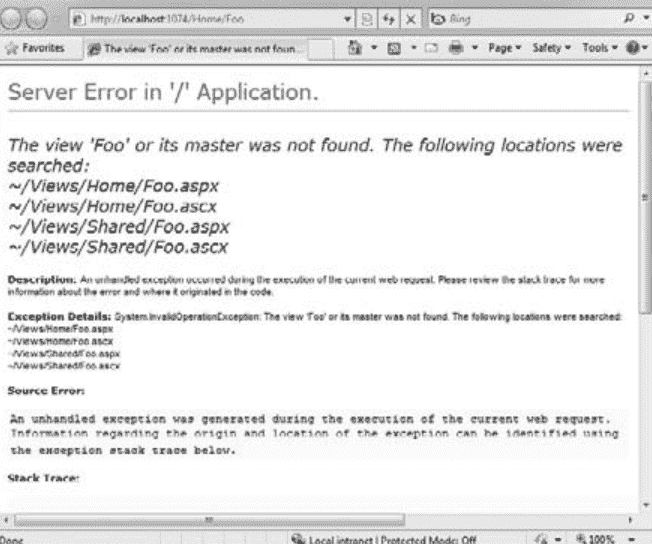 http://localhost:1074/Home/Foo
Bing
Favorites
The view 'Foo' or its master was not foun...
Page
Safety
Tools
Server Error in '/' Application.
The view 'Foo' or its master was not found. The following locations were
searched:
~/Views/Home/Foo.aspx
~/Views/Home/Foo.ascx
~/Views/Shared/Foo.aspx
~/Views/Shared/Foo.ascx
Description: An unhandled exception occurred during the execution of the current web request. Please review the stack trace for more
information about the error and where it originated in the code.
Exception Details: System.InvalidOperationException: The view 'Foo' or its master was not found. The following locations were searched:
~/Views/Home/Foo.aspx
~/Views/Home/Foo.ascx
~/Views/Shared/Foo.aspx
~/Views/Shared/Foo.ascx
Source Error:
An unhandled exception was generated during the execution of the current web request.
Information regarding the origin and location of the exception can be identified using
the exception stack trace below.
Stack Trace:
Done
Local intranet | Protected Mode: Off
100%